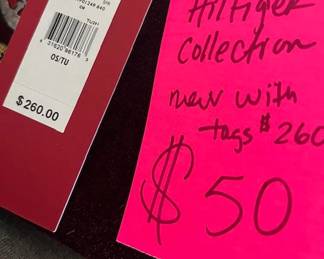 OS/TU
$260.00
Hilfiger
Collection
new with
tags $260
$50